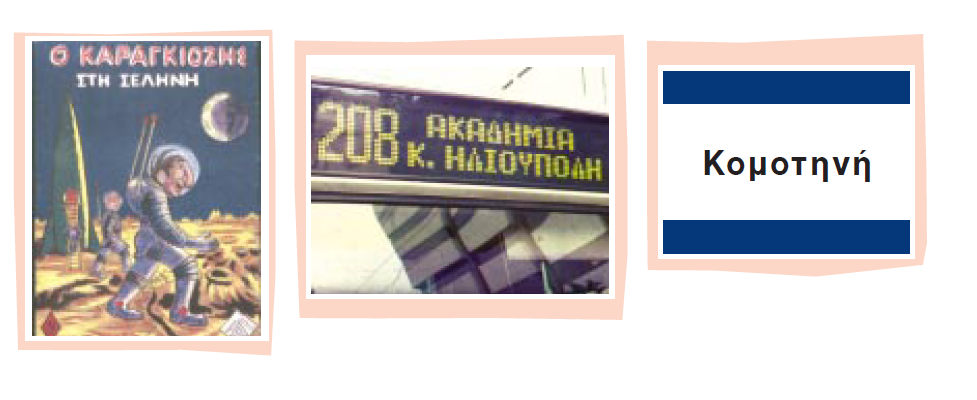 Ο ΚΑΡΑΓΚΙΟΖΗΣ
ΣΤΗ ΣΕΛΗΝΗ
208 ΑΚΑΔΗΜΙΑ
Κ. ΗΛΙΟΥΠΟΛΗ
Κομοτηνή